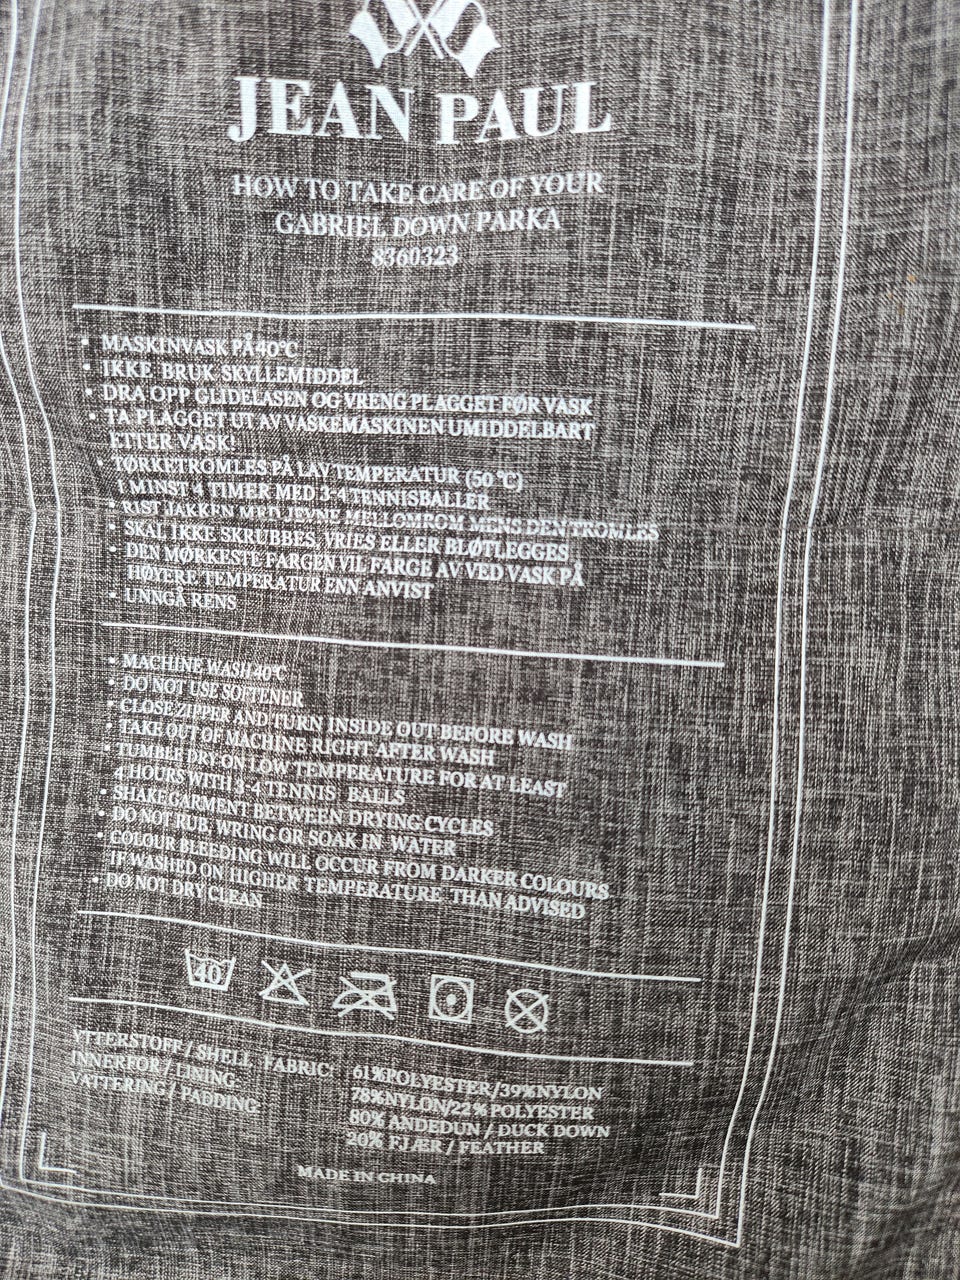 JEAN PAUL
HOW TO TAKE CARE OF YOUR
GABRIEL DOWN PARKA
8360323
• MASKINVASK PÅ 40°C
• IKKE BRUK SKYLLEMIDDEL
• DRA OPP GLIDELÅSEN OG VRENG PLAGGET FØR VASK
• TA PLAGGET UT AV VASKEMASKINEN UMIDDELBART
ETTER VASK!
• TØRKETROMLES PÅ LAV TEMPERATUR (50 °C)
I MINST 4 TIMER MED 3-4 TENNISBALLER
• RIST JAKKEN MED JEVNE MELLOMROM MENS DEN TROMLES
• SKAL IKKE SKRUBBES, VRIES ELLER BLØTLEGGES
• DEN MØRKESTE FARGEN VIL FARGE AV VED VASK PÅ
HØYERE TEMPERATUR ENN ANVIST
• UNNGÅ RENS
• MACHINE WASH 40°C
• DO NOT USE SOFTENER
• CLOSE ZIPPER AND TURN INSIDE OUT BEFORE WASH
• TAKE OUT OF MACHINE RIGHT AFTER WASH
• TUMBLE DRY ON LOW TEMPERATURE FOR AT LEAST
4 HOURS WITH 3-4 TENNIS BALLS
• SHAKE GARMENT BETWEEN DRYING CYCLES
• DO NOT RUB, WRING OR SOAK IN WATER
• COLOUR BLEEDING WILL OCCUR FROM DARKER COLOURS
IF WASHED ON HIGHER TEMPERATURE THAN ADVISED
• DO NOT DRY CLEAN
40
YTTERSTOFF / SHELL FABRIC: 61%POLYESTER/39%NYLON
INNERFOR / LINING: 78%NYLON/22%POLYESTER
VATTERING / PADDING: 80% ANDEDUN / DUCK DOWN
20% FJÆR / FEATHER
MADE IN CHINA